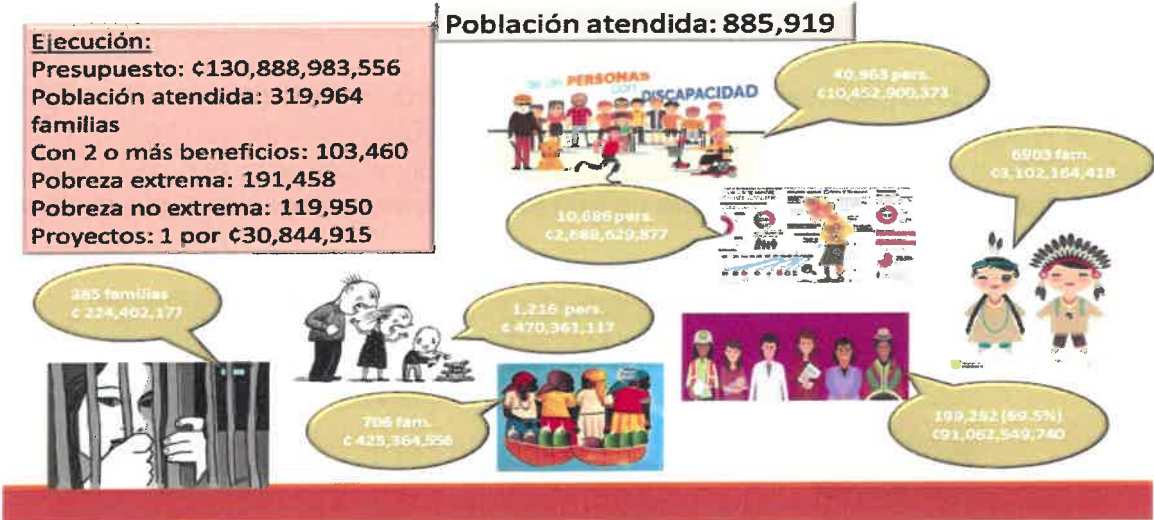 Población atendida: 885,919
Ejecución:
Presupuesto: ¢130,888,983,556
Población atendida: 319,964
familias
Con 2 o más beneficios: 103,460
Pobreza extrema: 191,458
Pobreza no extrema: 119,950
Proyectos: 1 por ¢30,844,915
PERSONAS
con DISCAPACIDAD
40,963 pers.
¢10,452,900,373
6903 fam.
¢3,102,164,418
10,686 pers.
¢2,688,629,877
385 familias
¢ 224,402,177
1,216 pers.
¢ 470,361,117
706 fam.
¢ 425,364,556
199,282 (69.5%)
¢91,062,549,740